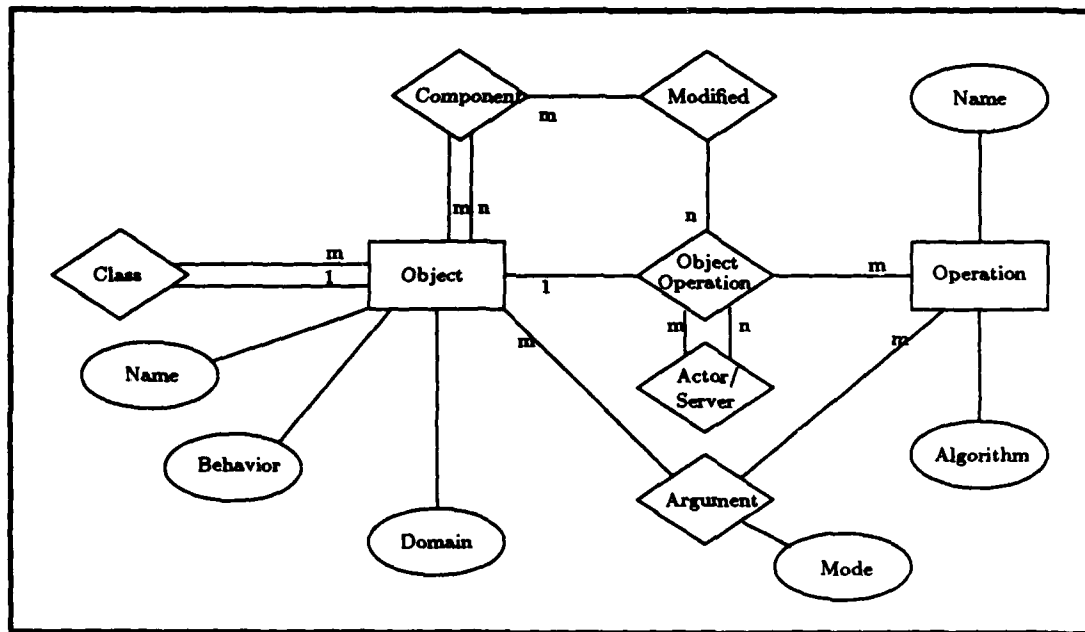 Component
m
Modified
Name
m n
n
Class
m
1
Object
1
Object
Operation
m
Operation
m
m n
m
Name
Actor/
Server
Behavior
Algorithm
Argument
Domain
Mode